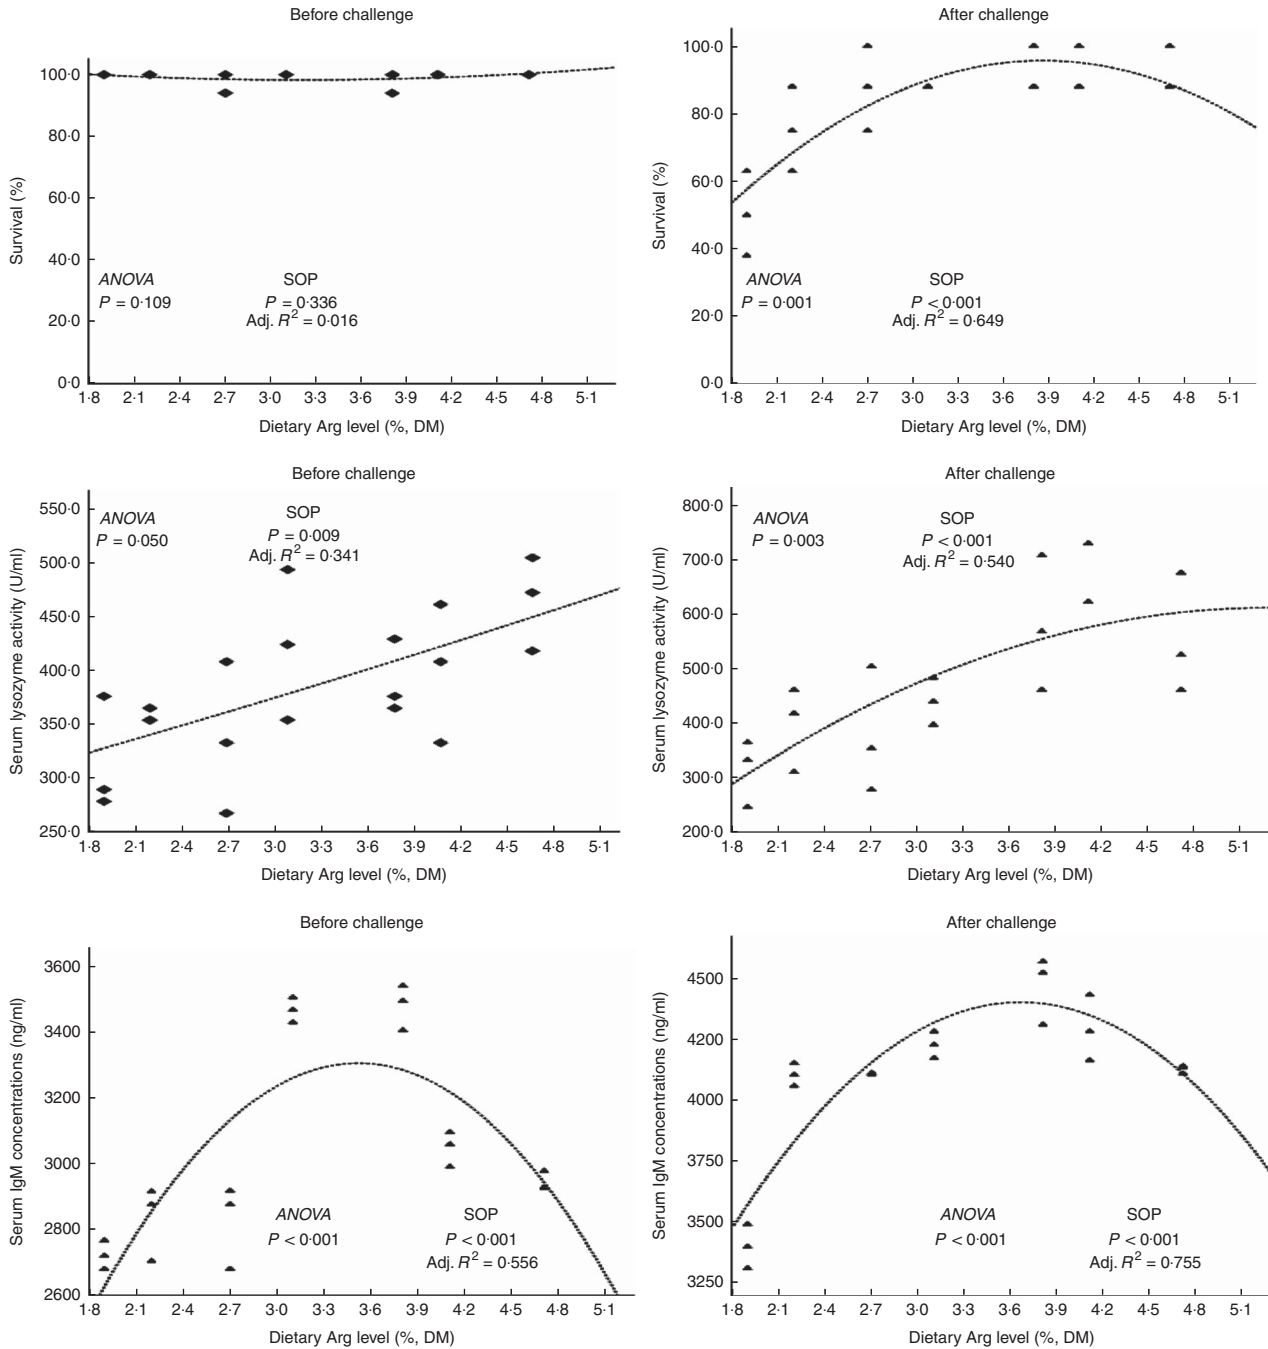 Before challenge
100·0
80·0
60·0
40·0
20·0
0·0
Survival (%)
ANOVA
P = 0·109
SOP
P = 0·336
Adj. R² = 0·016
1·8 2·1 2·4 2·7 3·0 3·3 3·6 3·9 4·2 4·5 4·8 5·1
Dietary Arg level (%, DM)
After challenge
100·0
80·0
60·0
40·0
20·0
0·0
Survival (%)
ANOVA
P = 0·001
SOP
P < 0·001
Adj. R² = 0·649
1·8 2·1 2·4 2·7 3·0 3·3 3·6 3·9 4·2 4·5 4·8 5·1
Dietary Arg level (%, DM)
Before challenge
550·0
500·0
450·0
400·0
350·0
300·0
250·0
Serum lysozyme activity (U/ml)
ANOVA
P = 0·050
SOP
P = 0·009
Adj. R² = 0·341
1·8 2·1 2·4 2·7 3·0 3·3 3·6 3·9 4·2 4·5 4·8 5·1
Dietary Arg level (%, DM)
After challenge
800·0
700·0
600·0
500·0
400·0
300·0
200·0
Serum lysozyme activity (U/ml)
ANOVA
P = 0·003
SOP
P < 0·001
Adj. R² = 0·540
1·8 2·1 2·4 2·7 3·0 3·3 3·6 3·9 4·2 4·5 4·8 5·1
Dietary Arg level (%, DM)
Before challenge
3600
3400
3200
3000
2800
2600
Serum IgM concentrations (ng/ml)
ANOVA
P < 0·001
SOP
P < 0·001
Adj. R² = 0·556
1·8 2·1 2·4 2·7 3·0 3·3 3·6 3·9 4·2 4·5 4·8 5·1
Dietary Arg level (%, DM)
After challenge
4500
4200
4000
3750
3500
3250
Serum IgM concentrations (ng/ml)
ANOVA
P < 0·001
SOP
P < 0·001
Adj. R² = 0·755
1·8 2·1 2·4 2·7 3·0 3·3 3·6 3·9 4·2 4·5 4·8 5·1
Dietary Arg level (%, DM)